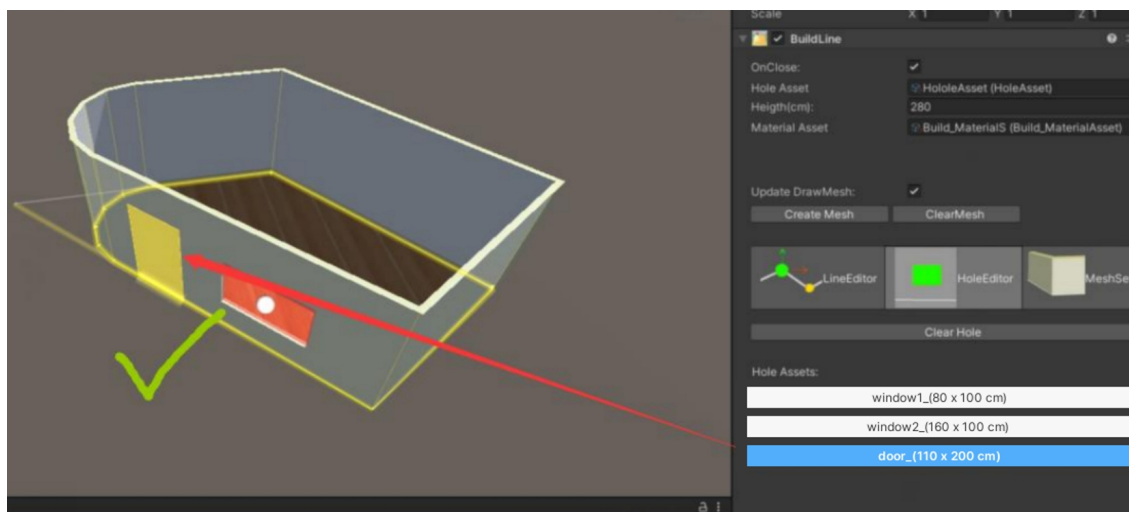 Scale X 1 Y 1 Z 1
BuildLine
OnClose:
Hole Asset HololeAsset (HoleAsset)
Heigth(cm): 280
Material Asset Build_MaterialS (Build_MaterialAsset)
Update DrawMesh:
Create Mesh ClearMesh
LineEditor HoleEditor MeshSe
Clear Hole
Hole Assets:
window1_(80 x 100 cm)
window2_(160 x 100 cm)
door_(110 x 200 cm)